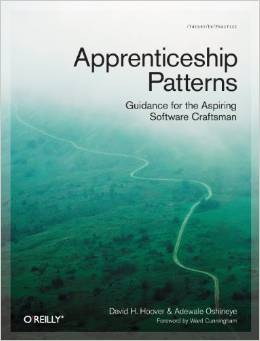 Apprenticeship
Patterns
Guidance for the Aspiring
Software Craftsman
O'REILLY®
David H. Hoover & Adewale Oshineye
Foreword by Ward Cunningham